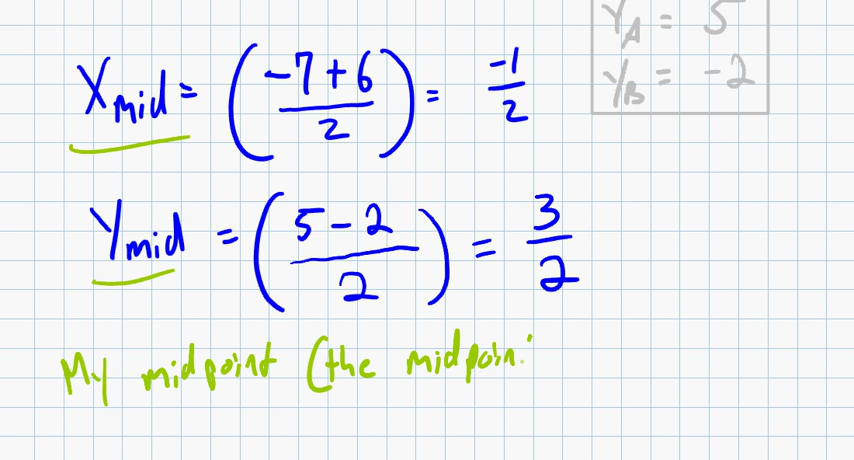 Y_A = 5
Y_B = -2
X_mid = (-7+6/2) = -1/2
Y_mid = (5-2/2) = 3/2
My midpoint (the midpoin